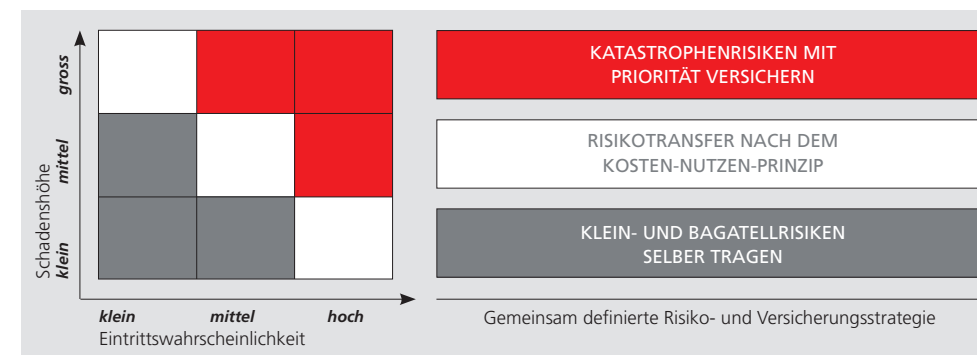 Schadenshöhe
gross
mittel
klein
klein mittel hoch
Eintrittswahrscheinlichkeit
KATASTROPHENRISIKEN MIT
PRIORITÄT VERSICHERN
RISIKOTRANSFER NACH DEM
KOSTEN-NUTZEN-PRINZIP
KLEIN- UND BAGATELLRISIKEN
SELBER TRAGEN
Gemeinsam definierte Risiko- und Versicherungsstrategie